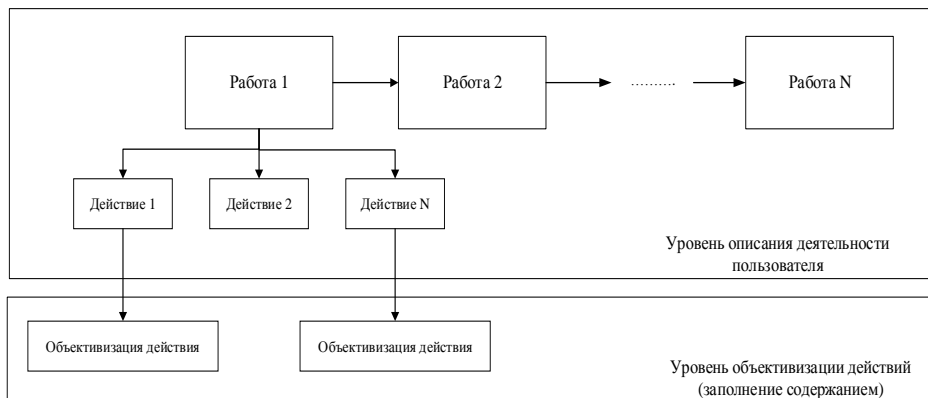 Работа 1
Работа 2
..........
Работа N
Действие 1
Действие 2
Действие N
Уровень описания деятельности
пользователя
Объективизация действия
Объективизация действия
Уровень объективизации действий
(заполнение содержанием)